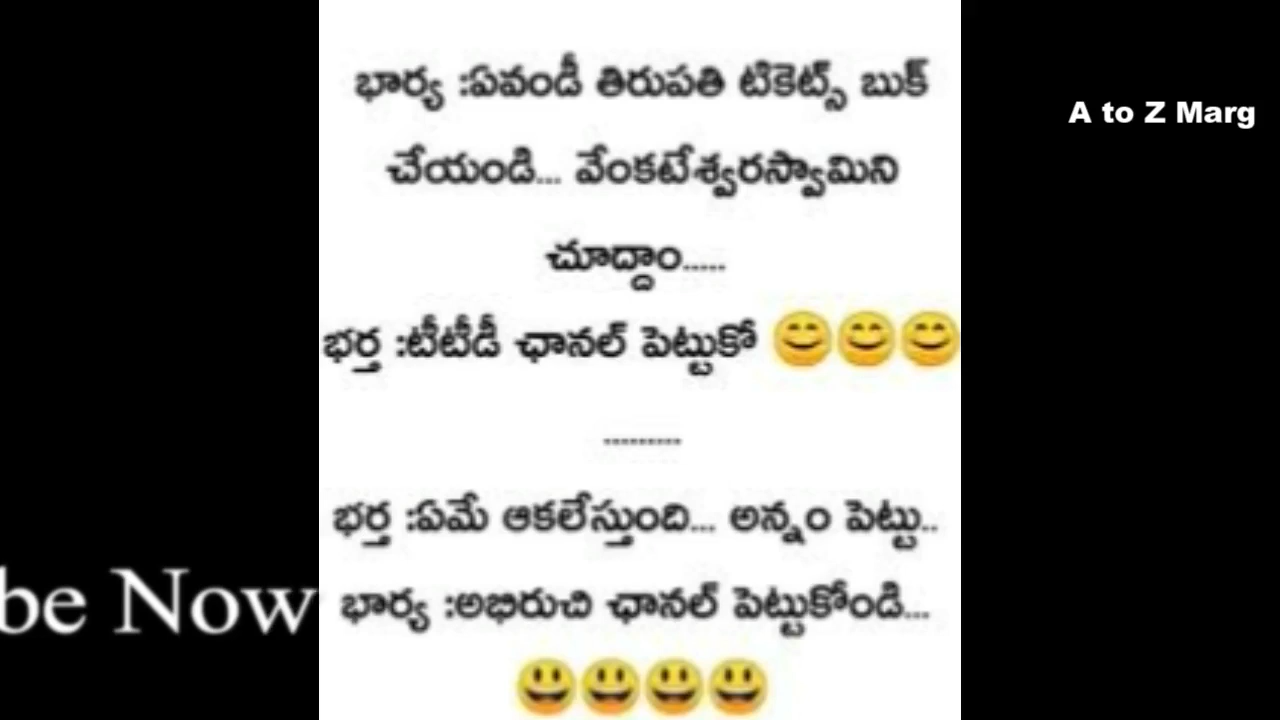 భార్య :ఏవండీ తిరుపతి టికెట్స్ బుక్
చేయండి... వేంకటేశ్వరస్వామిని
చూద్దాం.....
భర్త :టీటీడీ ఛానల్ పెట్టుకో 😊😊😊
---------
భర్త :ఏమే ఆకలేస్తుంది... అన్నం పెట్టు..
భార్య :అభిరుచి ఛానల్ పెట్టుకోండి...
😃😃😃😃
A to Z Marg
be Now